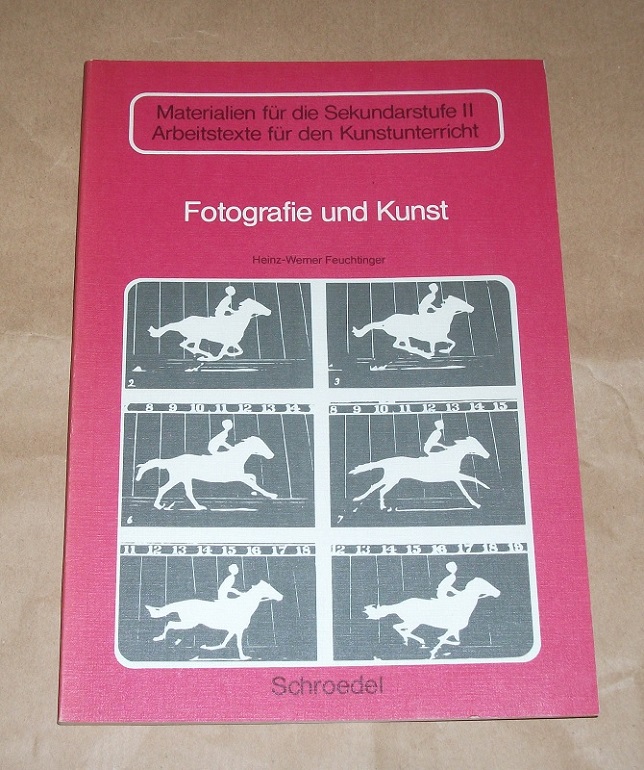 Materialien für die Sekundarstufe II
Arbeitstexte für den Kunstunterricht
Fotografie und Kunst
Heinz-Werner Feuchtinger
2
3
8 9 10 11 12 13 14
8 9 10 11 12 13 14 15
6
7
11 12 13 14 15 16 17 18
12 13 14 15 16 17 18 19
Schroedel